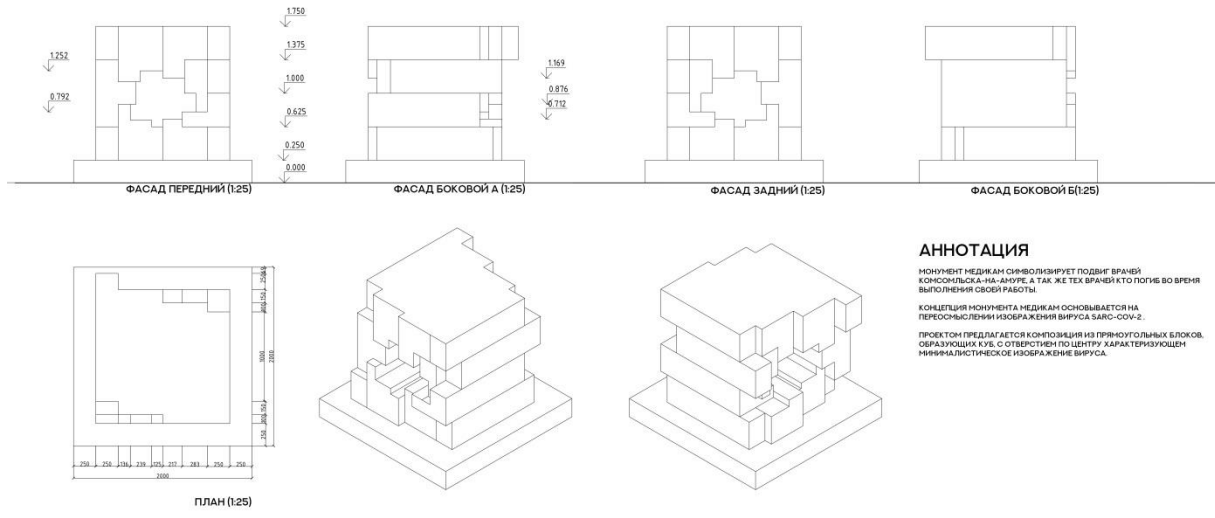 1.750
1.375
1.252
1.000
0.792
0.625
0.250
0.000
1.169
0.876
0.712
ФАСАД ПЕРЕДНИЙ (1:25)
ФАСАД БОКОВОЙ А (1:25)
ФАСАД ЗАДНИЙ (1:25)
ФАСАД БОКОВОЙ Б(1:25)
АННОТАЦИЯ
МОНУМЕНТ МЕДИКАМ СИМВОЛИЗИРУЕТ ПОДВИГ ВРАЧЕЙ
КОМСОМЛЬСКА-НА-АМУРЕ, А ТАК ЖЕ ТЕХ ВРАЧЕЙ КТО ПОГИБ ВО ВРЕМЯ
ВЫПОЛНЕНИЯ СВОЕЙ РАБОТЫ.
КОНЦЕПЦИЯ МОНУМЕНТА МЕДИКАМ ОСНОВЫВАЕТСЯ НА
ПЕРЕОСМЫСЛЕНИИ ИЗОБРАЖЕНИЯ ВИРУСА SARC-COV-2 .
ПРОЕКТОМ ПРЕДЛАГАЕТСЯ КОМПОЗИЦИЯ ИЗ ПРЯМОУГОЛЬНЫХ БЛОКОВ,
ОБРАЗУЮЩИХ КУБ, С ОТВЕРСТИЕМ ПО ЦЕНТРУ ХАРАКТЕРИЗУЮЩЕМ
МИНИМАЛИСТИЧЕСКОЕ ИЗОБРАЖЕНИЕ ВИРУСА.
1000
2000
250
250 250 136 239 125 217 283 250 250
2000
ПЛАН (1:25)